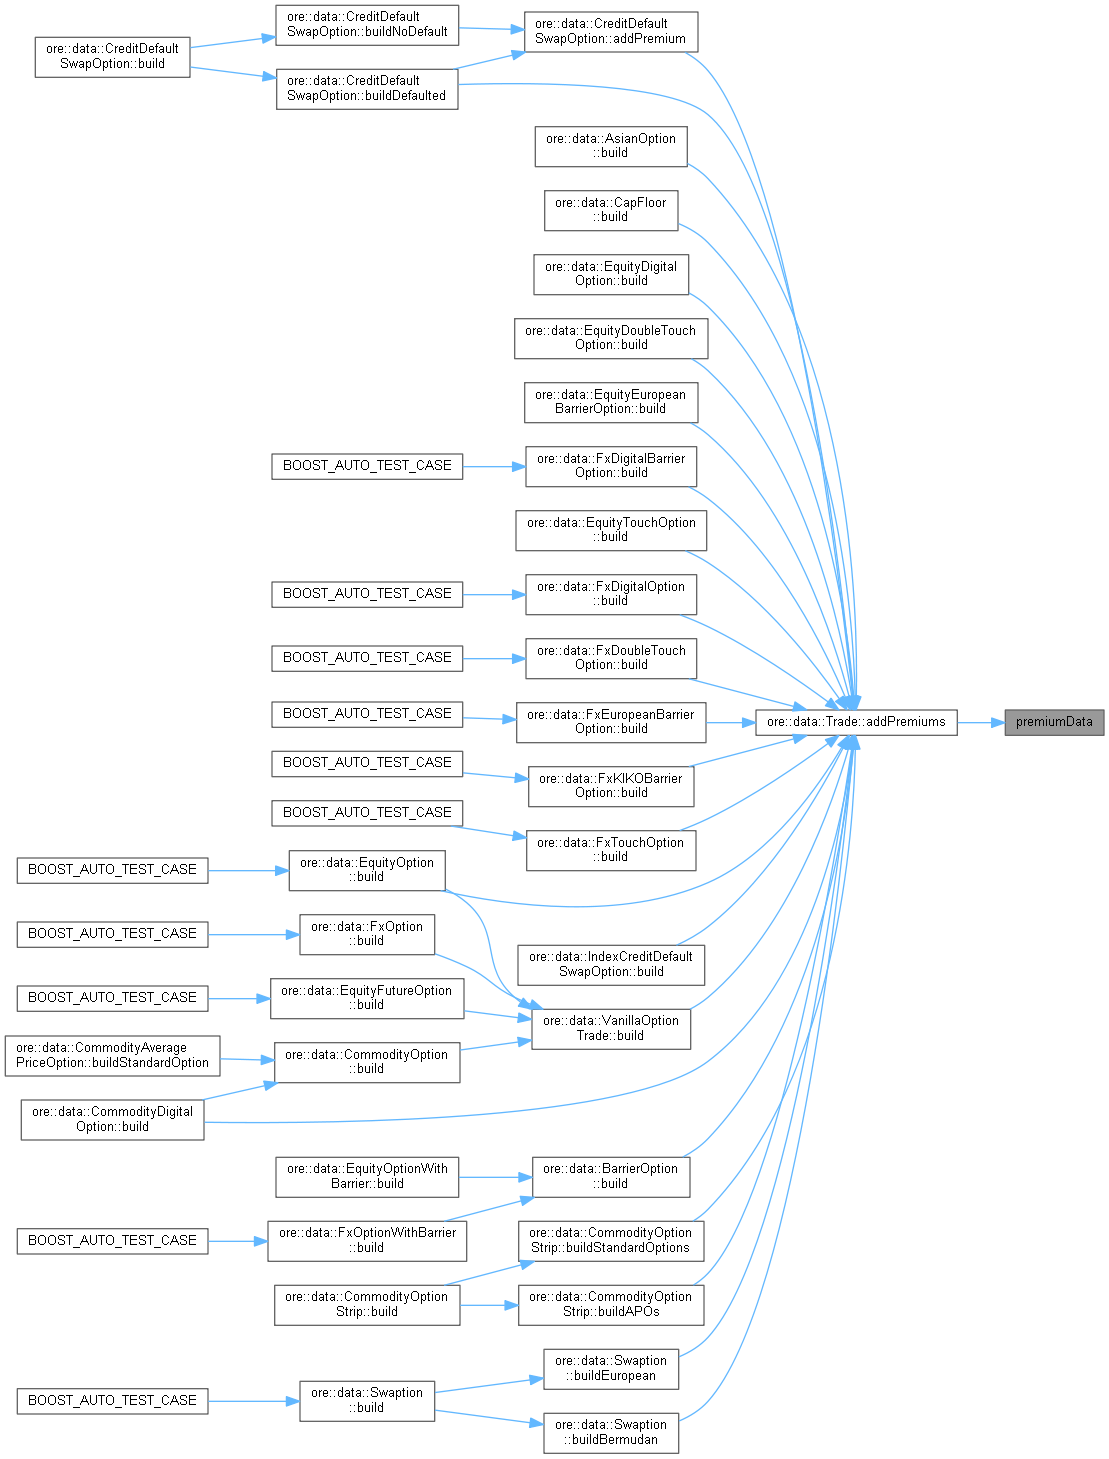 ore::data::CreditDefault
SwapOption::build
ore::data::CreditDefault
SwapOption::buildNoDefault
ore::data::CreditDefault
SwapOption::buildDefaulted
ore::data::CreditDefault
SwapOption::addPremium
ore::data::AsianOption
::build
ore::data::CapFloor
::build
ore::data::EquityDigital
Option::build
ore::data::EquityDoubleTouch
Option::build
ore::data::EquityEuropean
BarrierOption::build
BOOST_AUTO_TEST_CASE
ore::data::FxDigitalBarrier
Option::build
ore::data::EquityTouchOption
::build
BOOST_AUTO_TEST_CASE
ore::data::FxDigitalOption
::build
BOOST_AUTO_TEST_CASE
ore::data::FxDoubleTouch
Option::build
BOOST_AUTO_TEST_CASE
ore::data::FxEuropeanBarrier
Option::build
ore::data::Trade::addPremiums
premiumData
BOOST_AUTO_TEST_CASE
ore::data::FxKIKOBarrier
Option::build
BOOST_AUTO_TEST_CASE
ore::data::FxTouchOption
::build
BOOST_AUTO_TEST_CASE
ore::data::EquityOption
::build
BOOST_AUTO_TEST_CASE
ore::data::FxOption
::build
ore::data::IndexCreditDefault
SwapOption::build
BOOST_AUTO_TEST_CASE
ore::data::EquityFutureOption
::build
ore::data::VanillaOption
Trade::build
ore::data::CommodityAverage
PriceOption::buildStandardOption
ore::data::CommodityOption
::build
ore::data::CommodityDigital
Option::build
ore::data::EquityOptionWith
Barrier::build
ore::data::BarrierOption
::build
BOOST_AUTO_TEST_CASE
ore::data::FxOptionWithBarrier
::build
ore::data::CommodityOption
Strip::buildStandardOptions
ore::data::CommodityOption
Strip::build
ore::data::CommodityOption
Strip::buildAPOs
ore::data::Swaption
::buildEuropean
BOOST_AUTO_TEST_CASE
ore::data::Swaption
::build
ore::data::Swaption
::buildBermudan